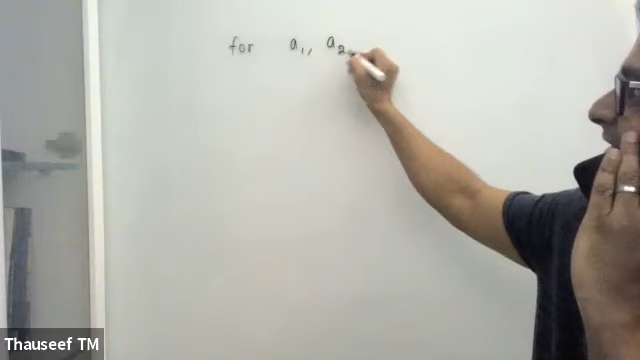 for a₁, a₂
Thauseef TM